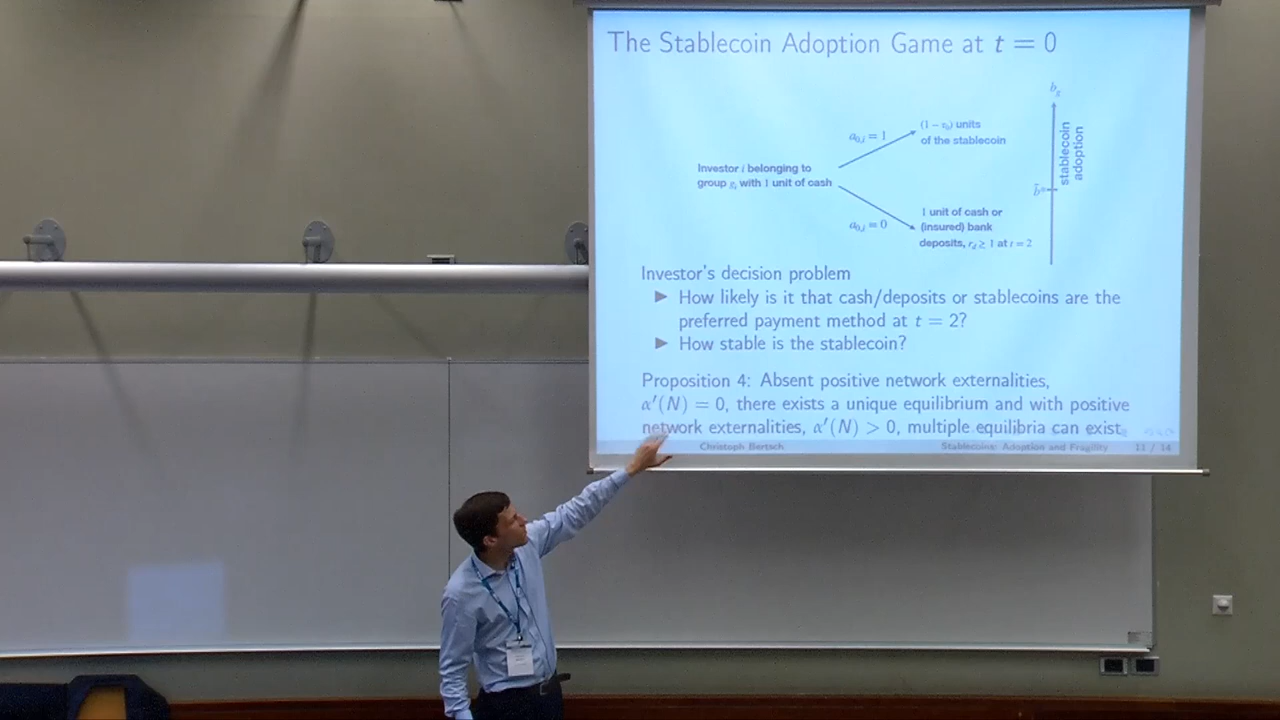 The Stablecoin Adoption Game at t = 0
b_g
stablecoin
adoption
a_{0,i} = 1
(1 − τ_0) units
of the stablecoin
Investor i belonging to
group g_i with 1 unit of cash
a_{0,i} = 0
1 unit of cash or
(insured) bank
deposits, r_d ≥ 1 at t = 2
Investor's decision problem
▶ How likely is it that cash/deposits or stablecoins are the
preferred payment method at t = 2?
▶ How stable is the stablecoin?
Proposition 4: Absent positive network externalities,
α′(N) = 0, there exists a unique equilibrium and with positive
network externalities, α′(N) > 0, multiple equilibria can exist
Christoph Bertsch
Stablecoins: Adoption and Fragility
11 / 14